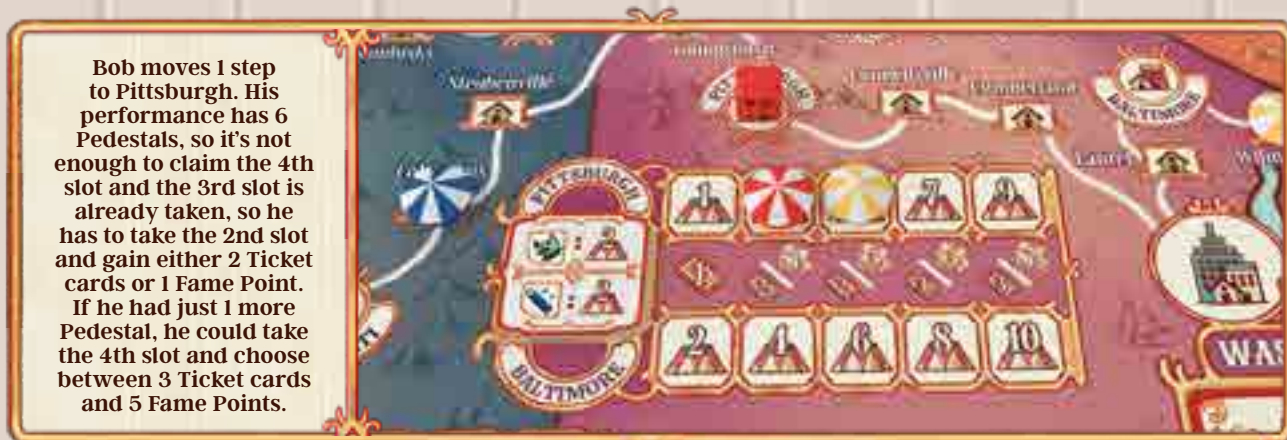 Bob moves 1 step
to Pittsburgh. His
performance has 6
Pedestals, so it's not
enough to claim the 4th
slot and the 3rd slot is
already taken, so he
has to take the 2nd slot
and gain either 2 Ticket
cards or 1 Fame Point.
If he had just 1 more
Pedestal, he could take
the 4th slot and choose
between 3 Ticket cards
and 5 Fame Points.
Steubenville
Cumberland
BALTIMORE
PITTSBURGH
1
7
9
2
4
6
8
10
BALTIMORE
WAS